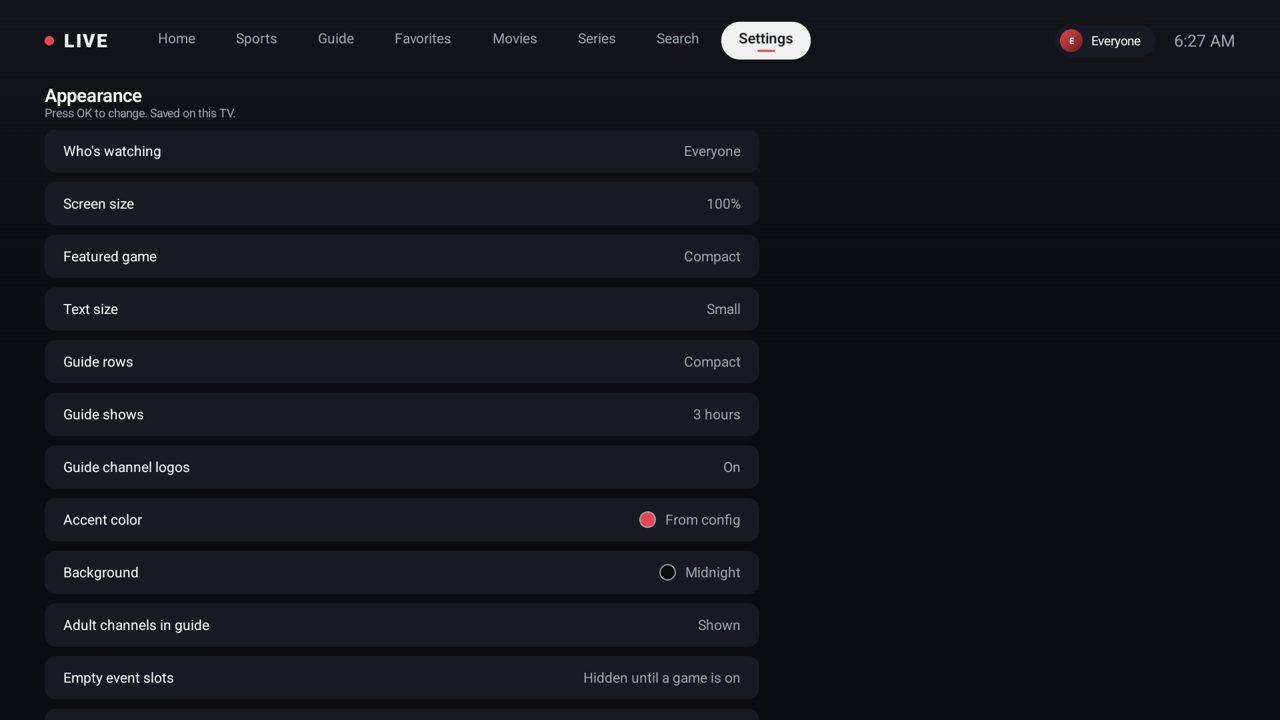 LIVE Home Sports Guide Favorites Movies Series Search Settings E Everyone 6:27 AM
Appearance
Press OK to change. Saved on this TV.
Who's watching Everyone
Screen size 100%
Featured game Compact
Text size Small
Guide rows Compact
Guide shows 3 hours
Guide channel logos On
Accent color From config
Background Midnight
Adult channels in guide Shown
Empty event slots Hidden until a game is on